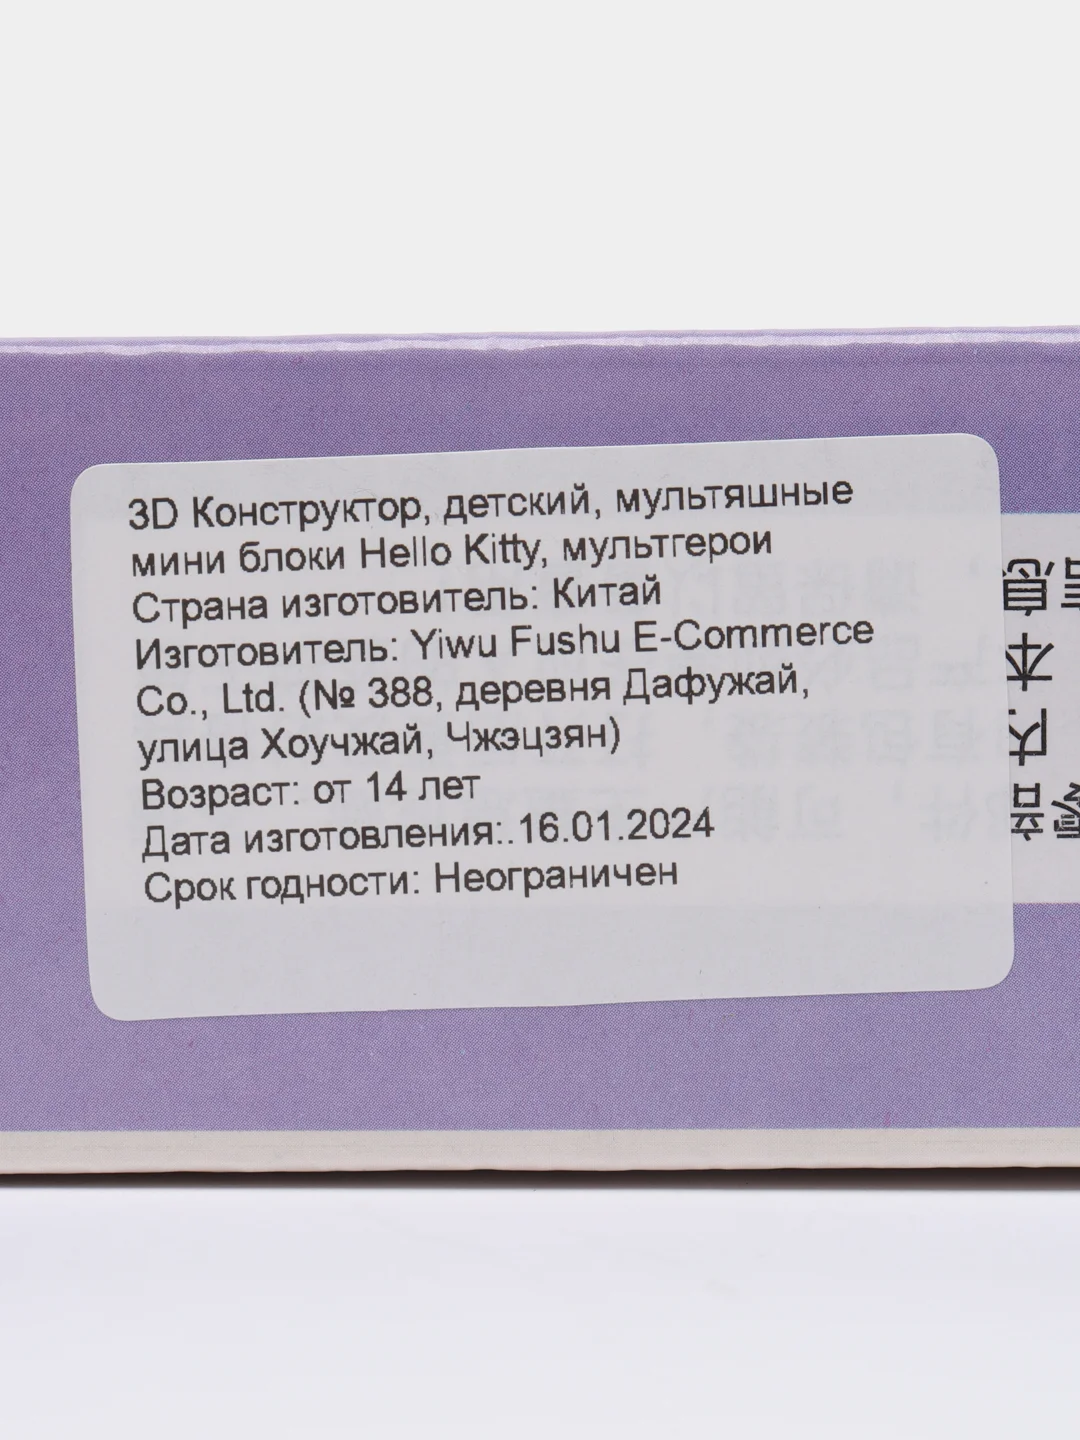 3D Конструктор, детский, мультяшные
мини блоки Hello Kitty, мультгерои
Страна изготовитель: Китай
Изготовитель: Yiwu Fushu E-Commerce
Co., Ltd. (№ 388, деревня Дафужай,
улица Хоучжай, Чжэцзян)
Возраст: от 14 лет
Дата изготовления:.16.01.2024
Срок годности: Неограничен